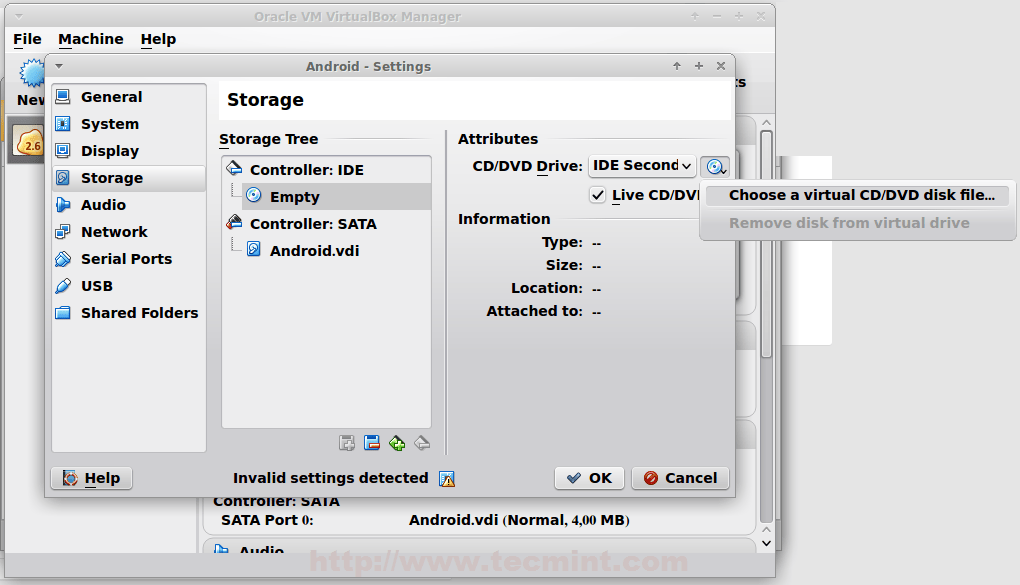 Oracle VM VirtualBox Manager
File Machine Help
New
2.6
ts
Android - Settings
General
System
Display
Storage
Audio
Network
Serial Ports
USB
Shared Folders
Storage
Storage Tree
Controller: IDE
Empty
Controller: SATA
Android.vdi
Attributes
CD/DVD Drive: IDE Second
Live CD/DV
Choose a virtual CD/DVD disk file...
Remove disk from virtual drive
Information
Type: --
Size: --
Location: --
Attached to: --
Help
Invalid settings detected
OK
Cancel
Controller: SATA
SATA Port 0: Android.vdi (Normal, 4,00 MB)
Audio
http://www.tecmint.com